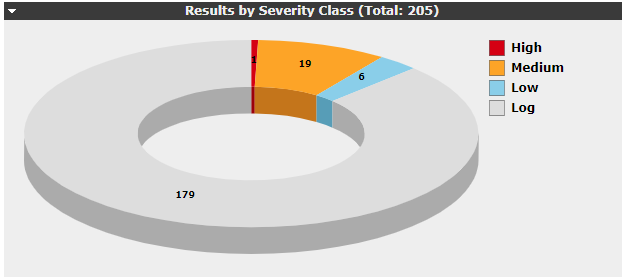 Results by Severity Class (Total: 205)
1
19
6
179
High
Medium
Low
Log